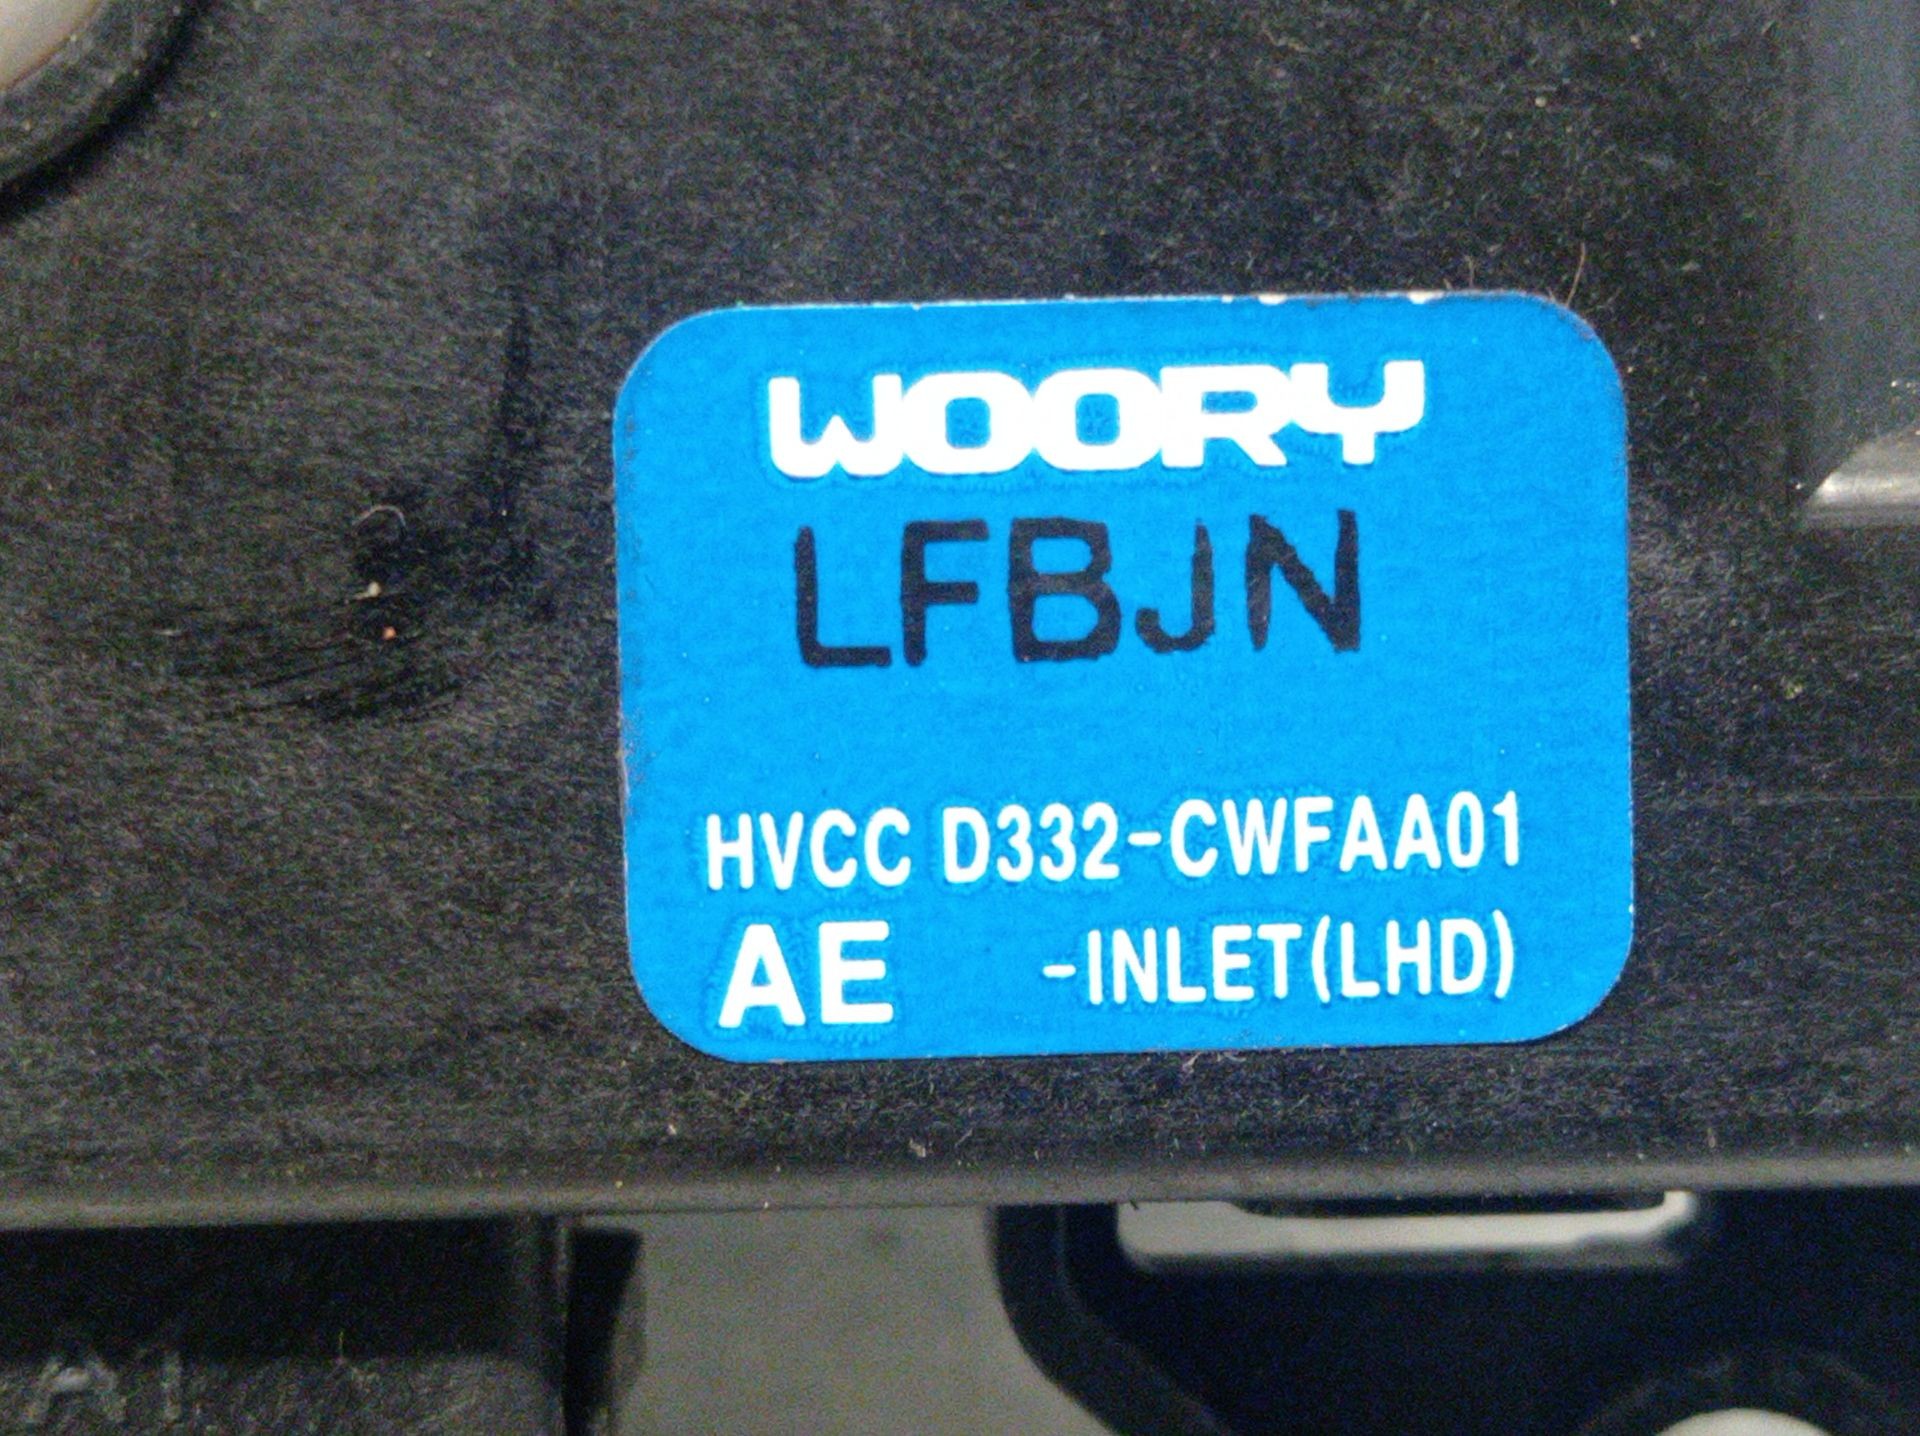 WOORY
LFBJN
HVCC D332-CWFAA01
AE -INLET(LHD)